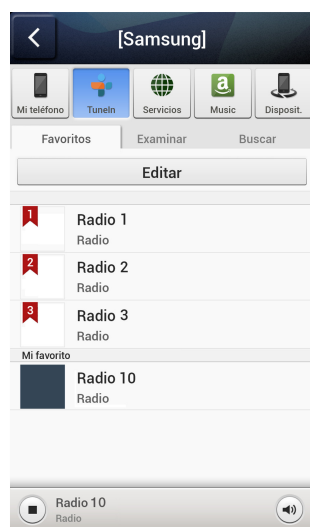 [Samsung]
Mi teléfono TuneIn Servicios Music Disposit.
Favoritos Examinar Buscar
Editar
1
Radio 1
Radio
2
Radio 2
Radio
3
Radio 3
Radio
Mi favorito
Radio 10
Radio
Radio 10
Radio